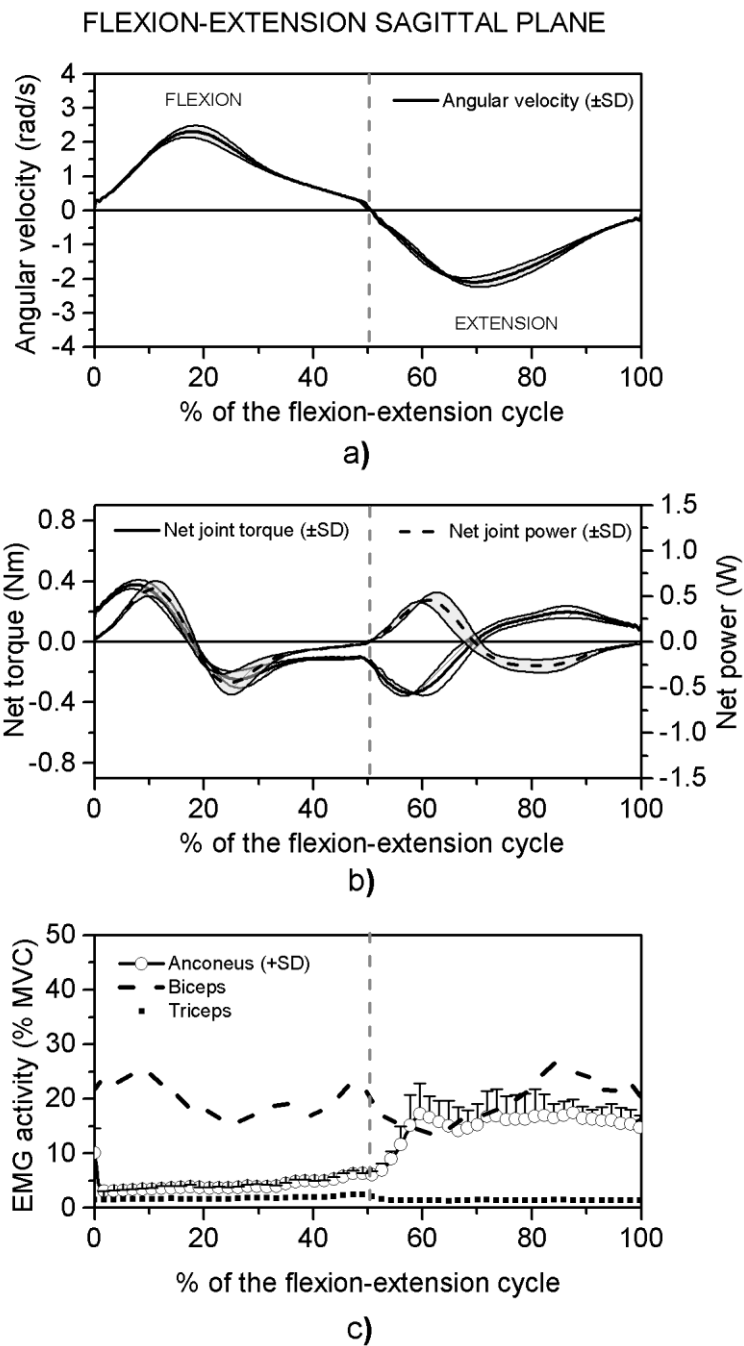 FLEXION-EXTENSION SAGITTAL PLANE
4
3
2
1
0
-1
-2
-3
-4
Angular velocity (rad/s)
FLEXION
Angular velocity (±SD)
EXTENSION
0 20 40 60 80 100
% of the flexion-extension cycle
a)
0.8
0.4
0.0
-0.4
-0.8
Net torque (Nm)
Net joint torque (±SD)
Net joint power (±SD)
1.5
1.0
0.5
0.0
-0.5
-1.0
-1.5
Net power (W)
0 20 40 60 80 100
% of the flexion-extension cycle
b)
50
40
30
20
10
0
EMG activity (% MVC)
Anconeus (+SD)
Biceps
Triceps
0 20 40 60 80 100
% of the flexion-extension cycle
c)